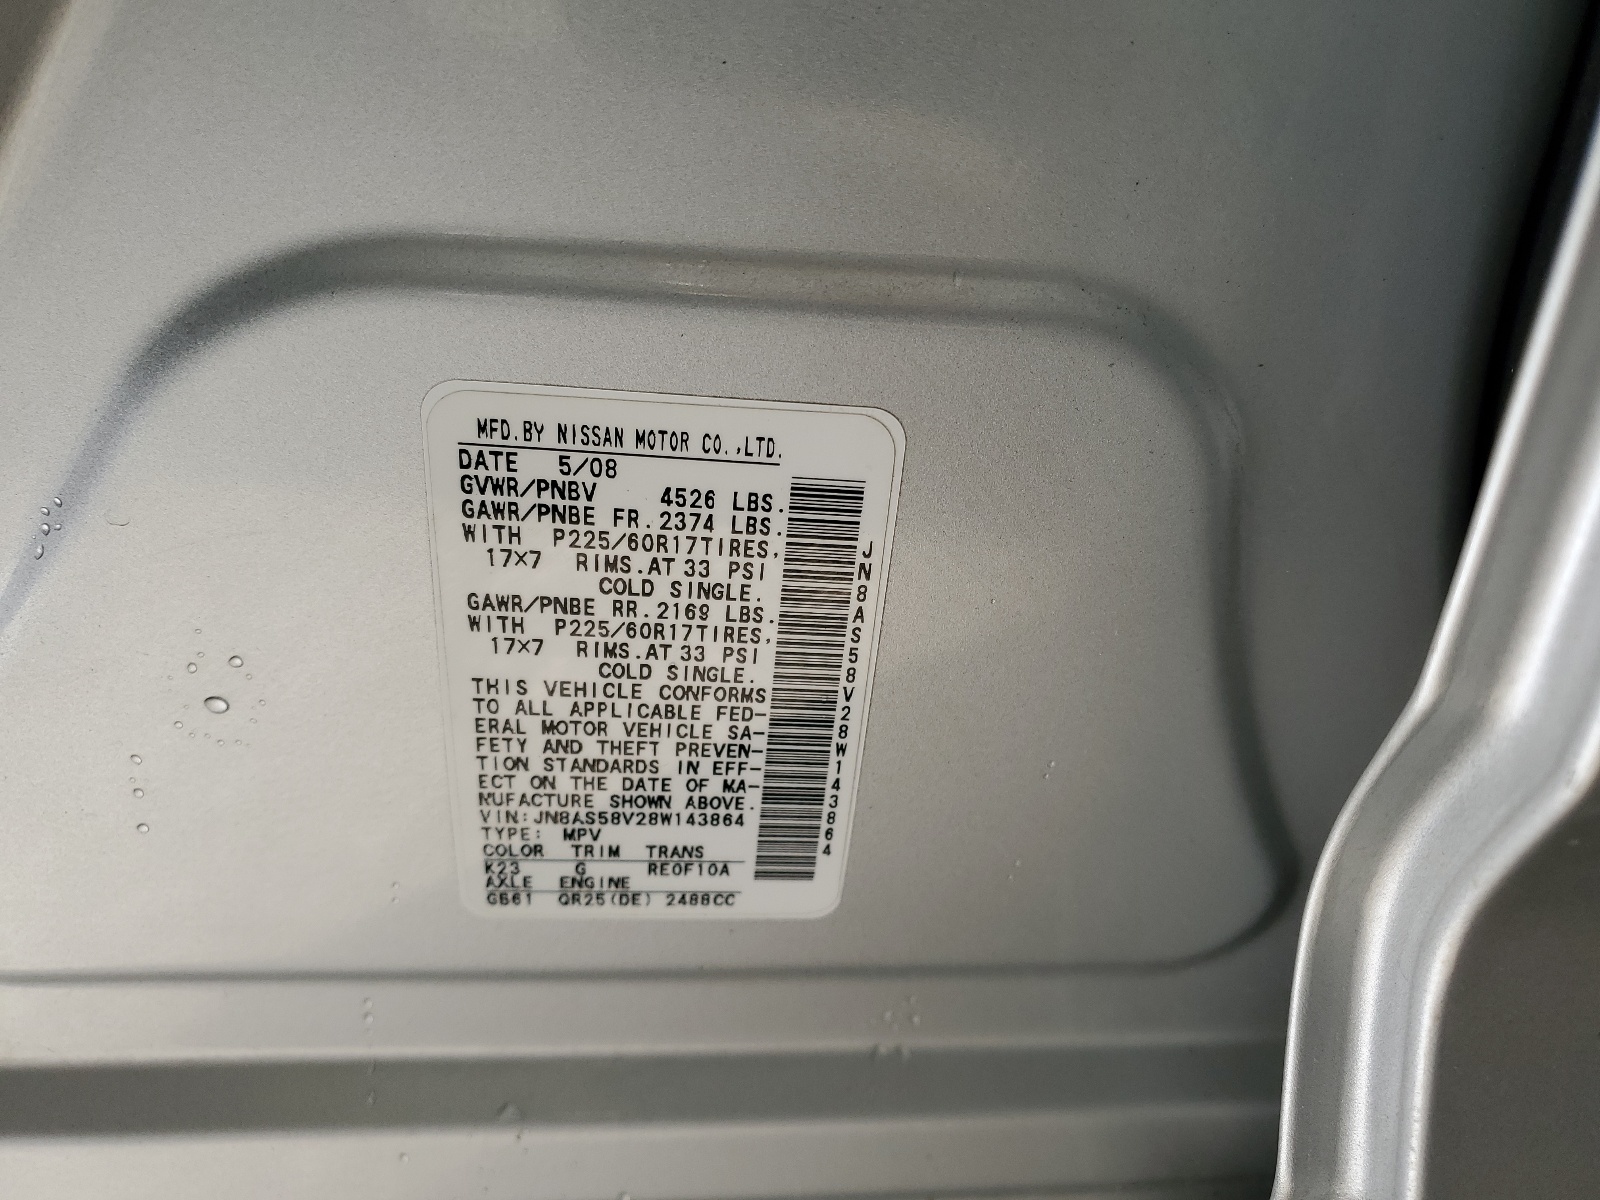 MFD.BY NISSAN MOTOR CO.,LTD.
DATE 5/08
GVWR/PNBV 4526 LBS.
GAWR/PNBE FR. 2374 LBS.
WITH P225/60R17TIRES,
17×7 RIMS.AT 33 PSI
COLD SINGLE.
GAWR/PNBE RR. 2169 LBS.
WITH P225/60R17TIRES,
17×7 RIMS.AT 33 PSI
COLD SINGLE.
THIS VEHICLE CONFORMS
TO ALL APPLICABLE FED-
ERAL MOTOR VEHICLE SA-
FETY AND THEFT PREVEN-
TION STANDARDS IN EFF-
ECT ON THE DATE OF MA-
NUFACTURE SHOWN ABOVE.
VIN:JN8AS58V28W143864
TYPE: MPV
COLOR TRIM TRANS
K23 G RE0F10A
AXLE ENGINE
GB61 QR25(DE) 2488CC
JN8AS58V28W143864